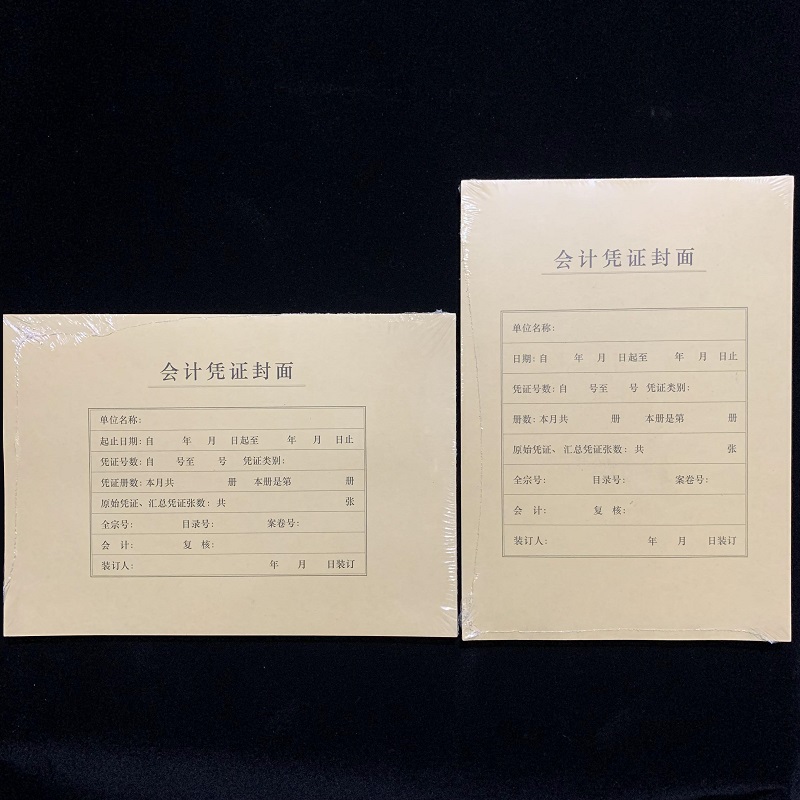 会计凭证封面
单位名称:
起止日期: 自 年 月 日起至 年 月 日止
凭证号数: 自 号至 号 凭证类别:
凭证册数: 本月共 册 本册是第 册
原始凭证、汇总凭证张数: 共 张
全宗号: 目录号: 案卷号:
会 计: 复 核:
装订人: 年 月 日装订
会计凭证封面
单位名称:
日期: 自 年 月 日起至 年 月 日止
凭证号数: 自 号至 号 凭证类别:
册数: 本月共 册 本册是第 册
原始凭证、汇总凭证张数: 共 张
全宗号: 目录号: 案卷号:
会 计: 复 核:
装订人: 年 月 日装订